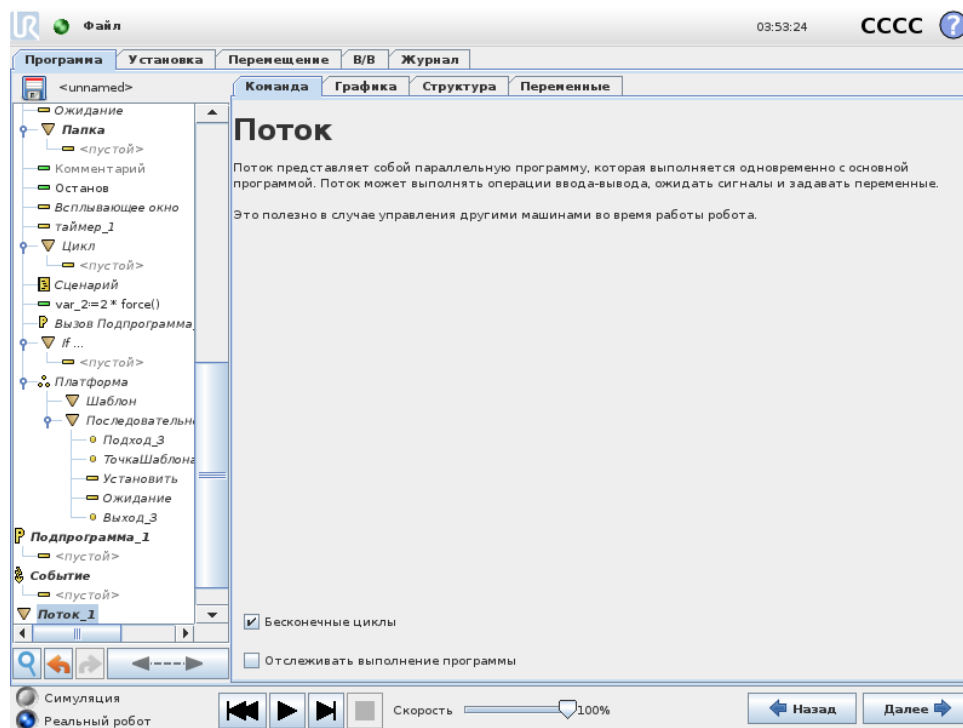 UR Файл 03:53:24 CCCC ?
Программа Установка Перемещение В/В Журнал
<unnamed>
Команда Графика Структура Переменные
Ожидание
Папка
<пустой>
Комментарий
Останов
Всплывающее окно
таймер_1
Цикл
<пустой>
Сценарий
var_2:=2 * force()
Вызов Подпрограмма_
If ...
<пустой>
Платформа
Шаблон
Последовательн
Подход_3
ТочкаШаблона
Установить
Ожидание
Выход_3
Подпрограмма_1
<пустой>
Событие
<пустой>
Поток_1
Поток
Поток представляет собой параллельную программу, которая выполняется одновременно с основной
программой. Поток может выполнять операции ввода-вывода, ожидать сигналы и задавать переменные.
Это полезно в случае управления другими машинами во время работы робота.
Бесконечные циклы
Отслеживать выполнение программы
Симуляция
Реальный робот
Скорость 100%
Назад Далее